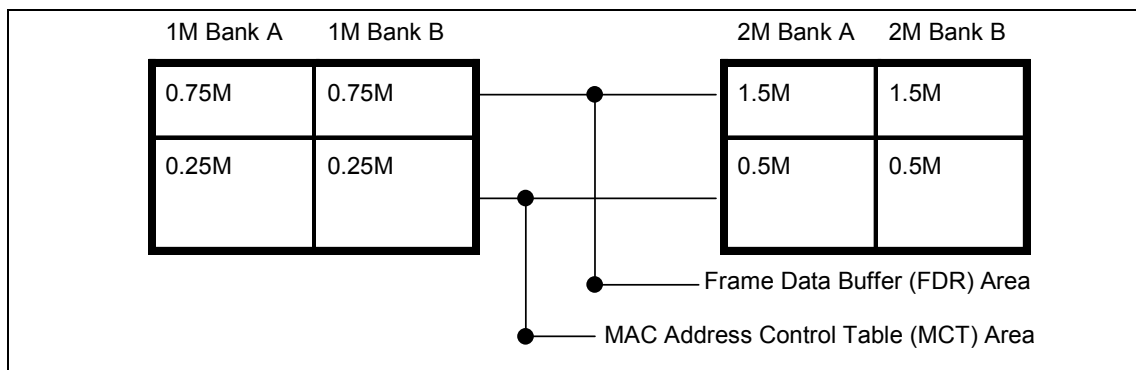 1M Bank A 1M Bank B 2M Bank A 2M Bank B
0.75M 0.75M 1.5M 1.5M
0.25M 0.25M 0.5M 0.5M
Frame Data Buffer (FDR) Area
MAC Address Control Table (MCT) Area